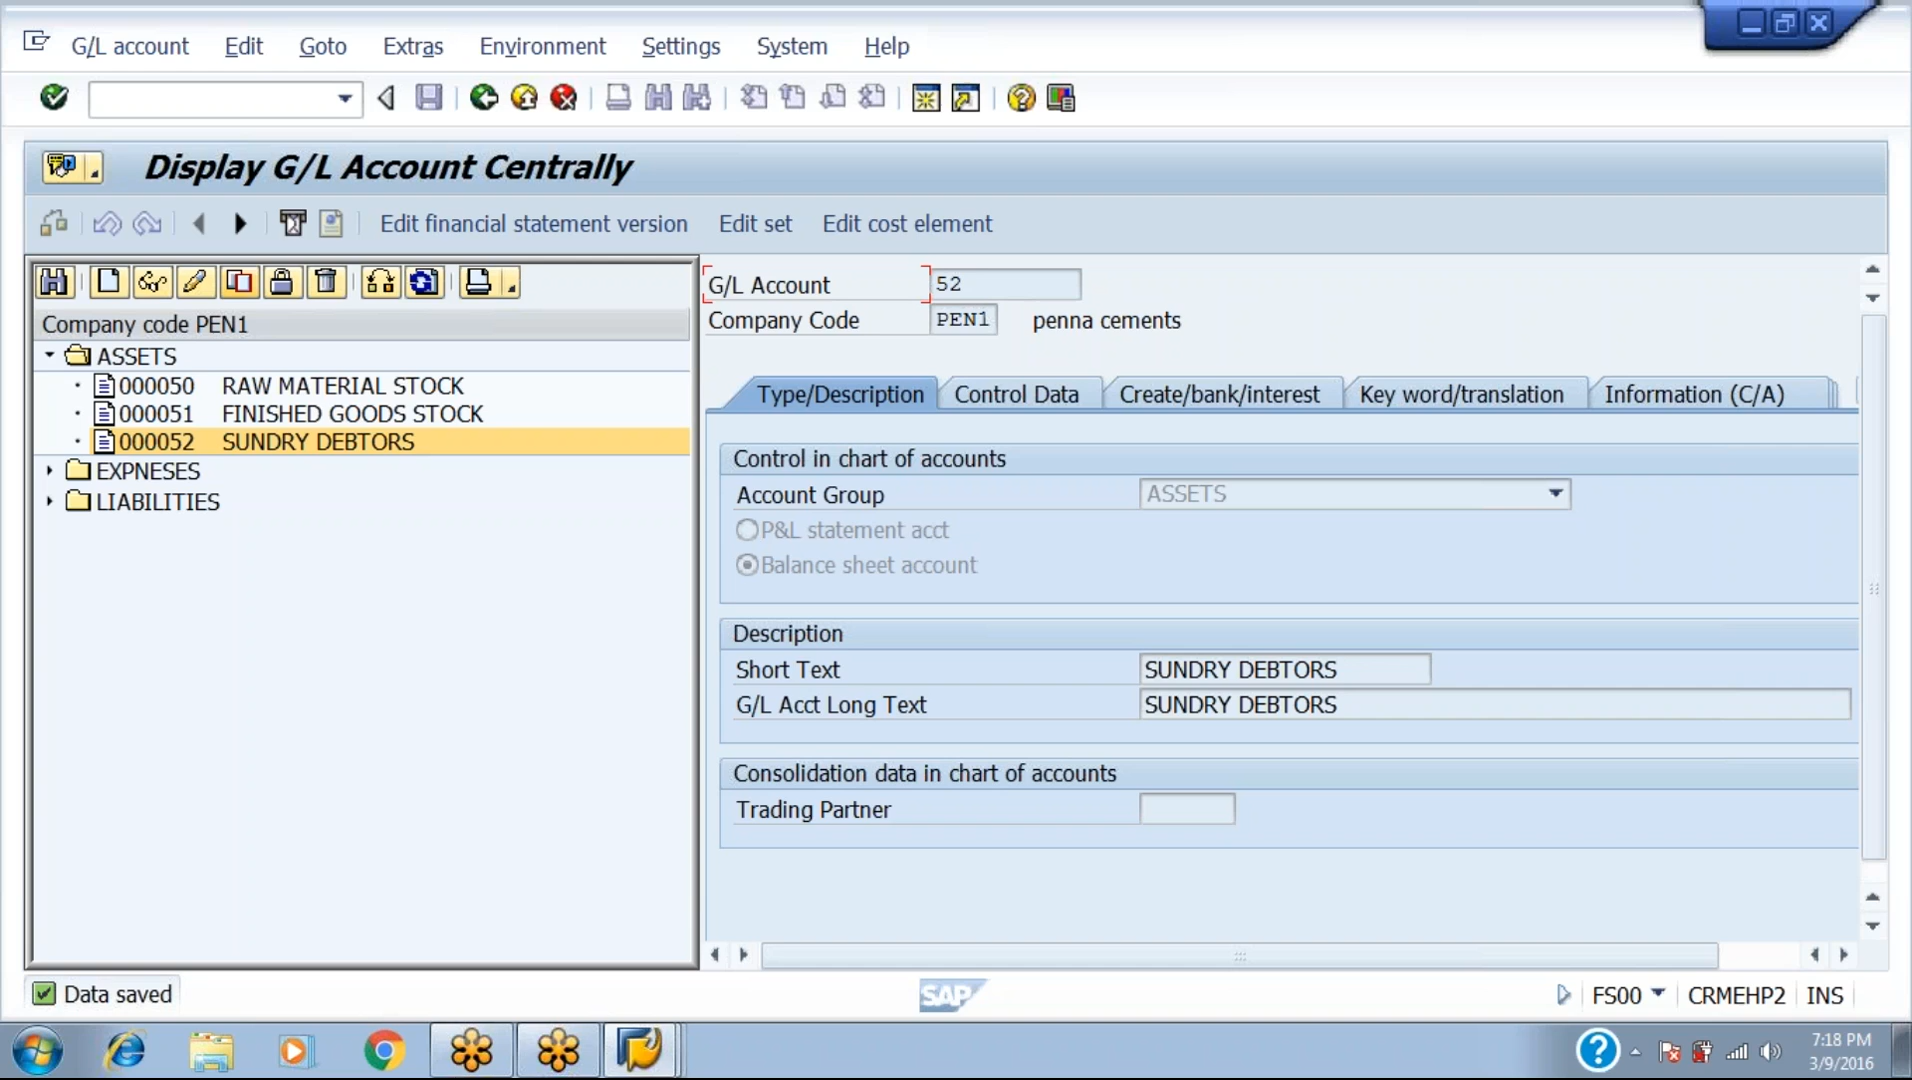 G/L account Edit Goto Extras Environment Settings System Help
Display G/L Account Centrally
Edit financial statement version Edit set Edit cost element
Company code PEN1
ASSETS
000050 RAW MATERIAL STOCK
000051 FINISHED GOODS STOCK
000052 SUNDRY DEBTORS
EXPNESES
LIABILITIES
G/L Account 52
Company Code PEN1 penna cements
Type/Description Control Data Create/bank/interest Key word/translation Information (C/A)
Control in chart of accounts
Account Group ASSETS
P&L statement acct
Balance sheet account
Description
Short Text SUNDRY DEBTORS
G/L Acct Long Text SUNDRY DEBTORS
Consolidation data in chart of accounts
Trading Partner
Data saved
SAP
FS00 CRMEHP2 INS
7:18 PM
3/9/2016